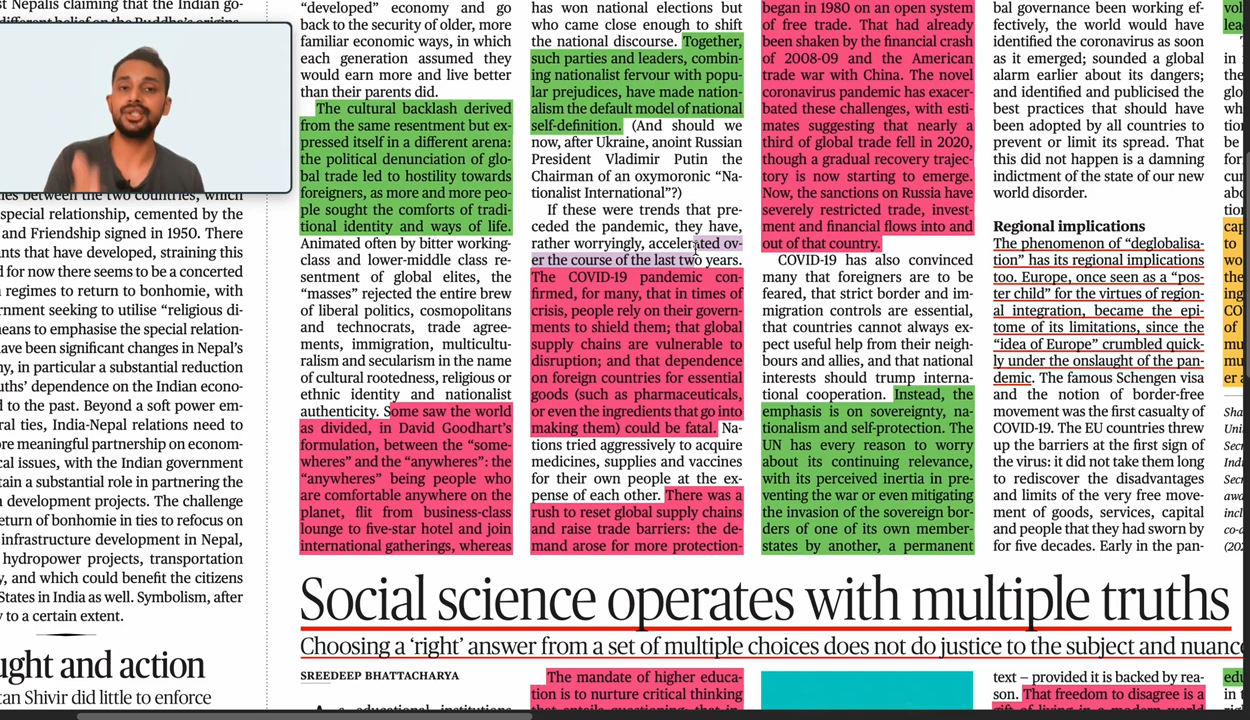 st Nepalis claiming that the Indian go-
ties between the two countries, which
special relationship, cemented by the
and Friendship signed in 1950. There
nts that have developed, straining this
d for now there seems to be a concerted
regimes to return to bonhomie, with
rnment seeking to utilise “religious di-
means to emphasise the special relation-
have been significant changes in Nepal’s
ny, in particular a substantial reduction
uths’ dependence on the Indian econo-
d to the past. Beyond a soft power em-
ral ties, India-Nepal relations need to
ore meaningful partnership on econom-
cal issues, with the Indian government
tain a substantial role in partnering the
n development projects. The challenge
return of bonhomie in ties to refocus on
infrastructure development in Nepal,
hydropower projects, transportation
y, and which could benefit the citizens
States in India as well. Symbolism, after
y to a certain extent.
ught and action
tan Shivir did little to enforce
“developed” economy and go
back to the security of older, more
familiar economic ways, in which
each generation assumed they
would earn more and live better
than their parents did.
The cultural backlash derived
from the same resentment but ex-
pressed itself in a different arena:
the political denunciation of glo-
bal trade led to hostility towards
foreigners, as more and more peo-
ple sought the comforts of tradi-
tional identity and ways of life.
Animated often by bitter working-
class and lower-middle class re-
sentment of global elites, the
“masses” rejected the entire brew
of liberal politics, cosmopolitans
and technocrats, trade agree-
ments, immigration, multicultu-
ralism and secularism in the name
of cultural rootedness, religious or
ethnic identity and nationalist
authenticity. Some saw the world
as divided, in David Goodhart’s
formulation, between the “some-
wheres” and the “anywheres”: the
“anywheres” being people who
are comfortable anywhere on the
planet, flit from business-class
lounge to five-star hotel and join
international gatherings, whereas
has won national elections but
who came close enough to shift
the national discourse. Together,
such parties and leaders, combin-
ing nationalist fervour with popu-
lar prejudices, have made nation-
alism the default model of national
self-definition. (And should we
now, after Ukraine, anoint Russian
President Vladimir Putin the
Chairman of an oxymoronic “Na-
tionalist International”?)
If these were trends that pre-
ceded the pandemic, they have,
rather worryingly, accelerated ov-
er the course of the last two years.
The COVID-19 pandemic con-
firmed, for many, that in times of
crisis, people rely on their govern-
ments to shield them; that global
supply chains are vulnerable to
disruption; and that dependence
on foreign countries for essential
goods (such as pharmaceuticals,
or even the ingredients that go into
making them) could be fatal. Na-
tions tried aggressively to acquire
medicines, supplies and vaccines
for their own people at the ex-
pense of each other. There was a
rush to reset global supply chains
and raise trade barriers: the de-
mand arose for more protection-
began in 1980 on an open system
of free trade. That had already
been shaken by the financial crash
of 2008-09 and the American
trade war with China. The novel
coronavirus pandemic has exacer-
bated these challenges, with esti-
mates suggesting that nearly a
third of global trade fell in 2020,
though a gradual recovery trajec-
tory is now starting to emerge.
Now, the sanctions on Russia have
severely restricted trade, invest-
ment and financial flows into and
out of that country.
COVID-19 has also convinced
many that foreigners are to be
feared, that strict border and im-
migration controls are essential,
that countries cannot always ex-
pect useful help from their neigh-
bours and allies, and that national
interests should trump interna-
tional cooperation. Instead, the
emphasis is on sovereignty, na-
tionalism and self-protection. The
UN has every reason to worry
about its continuing relevance,
with its perceived inertia in pre-
venting the war or even mitigating
the invasion of the sovereign bor-
ders of one of its own member-
states by another, a permanent
bal governance been working ef-
fectively, the world would have
identified the coronavirus as soon
as it emerged; sounded a global
alarm earlier about its dangers;
and identified and publicised the
best practices that should have
been adopted by all countries to
prevent or limit its spread. That
this did not happen is a damning
indictment of the state of our new
world disorder.
Regional implications
The phenomenon of “deglobalisa-
tion” has its regional implications
too. Europe, once seen as a “pos-
ter child” for the virtues of region-
al integration, became the epi-
tome of its limitations, since the
“idea of Europe” crumbled quick-
ly under the onslaught of the pan-
demic. The famous Schengen visa
and the notion of border-free
movement was the first casualty of
COVID-19. The EU countries threw
up the barriers at the first sign of
the virus: it did not take them long
to rediscover the disadvantages
and limits of the very free move-
ment of goods, services, capital
and people that they had sworn by
for five decades. Early in the pan-
Social science operates with multiple truths
Choosing a ‘right’ answer from a set of multiple choices does not do justice to the subject and nuanc
SREEDEEP BHATTACHARYA
The mandate of higher educa-
tion is to nurture critical thinking
text – provided it is backed by rea-
son. That freedom to disagree is a